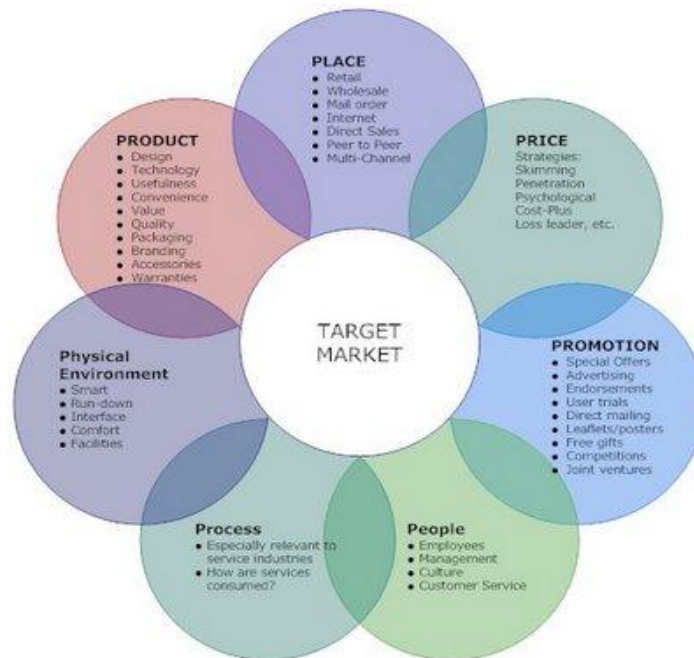 PLACE
• Retail
• Wholesale
• Mail order
• Internet
• Direct Sales
• Peer to Peer
• Multi-Channel
PRODUCT
• Design
• Technology
• Usefulness
• Convenience
• Value
• Quality
• Packaging
• Branding
• Accessories
• Warranties
PRICE
Strategies:
Skimming
Penetration
Psychological
Cost-Plus
Loss leader, etc.
TARGET
MARKET
Physical
Environment
• Smart
• Run-down
• Interface
• Comfort
• Facilities
PROMOTION
• Special Offers
• Advertising
• Endorsements
• User trials
• Direct mailing
• Leaflets/posters
• Free gifts
• Competitions
• Joint ventures
Process
• Especially relevant to
service industries
• How are services
consumed?
People
• Employees
• Management
• Culture
• Customer Service